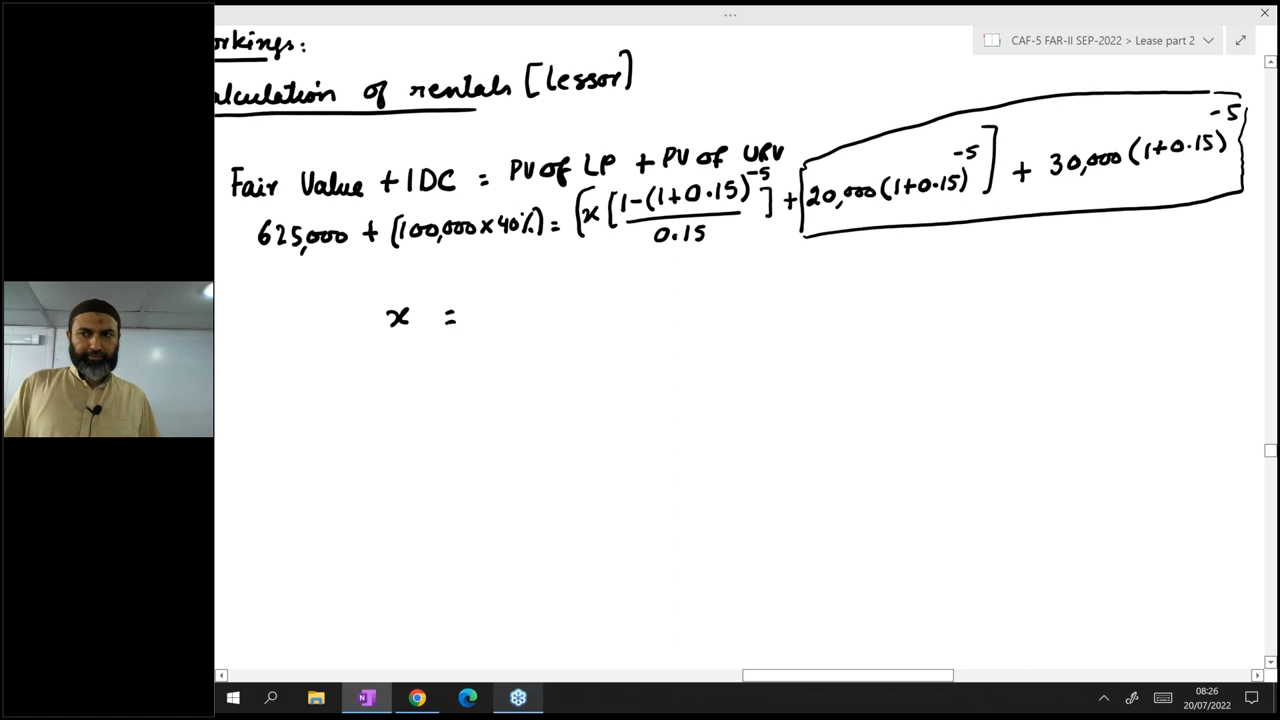 CAF-5 FAR-II SEP-2022 > Lease part 2
orkings:
alculation of rentals [lessor]
Fair Value + IDC = PV of LP + PV of URV
625,000 + (100,000 x 40%) = [x [1-(1+0.15)^-5 / 0.15] + 20,000 (1+0.15)^-5] + 30,000 (1+0.15)^-5
x =
08:26
20/07/2022